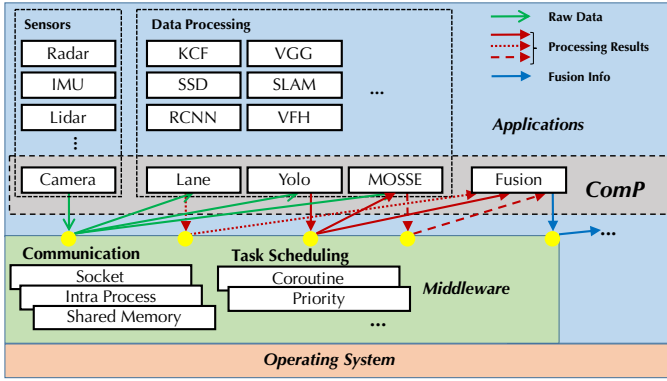 Sensors
Data Processing
Raw Data
Processing Results
Fusion Info
Radar
IMU
Lidar
...
KCF
VGG
SSD
SLAM
RCNN
VFH
...
Applications
Camera
Lane
Yolo
MOSSE
Fusion
ComP
...
Communication
Socket
Intra Process
Shared Memory
Task Scheduling
Coroutine
Priority
...
Middleware
Operating System